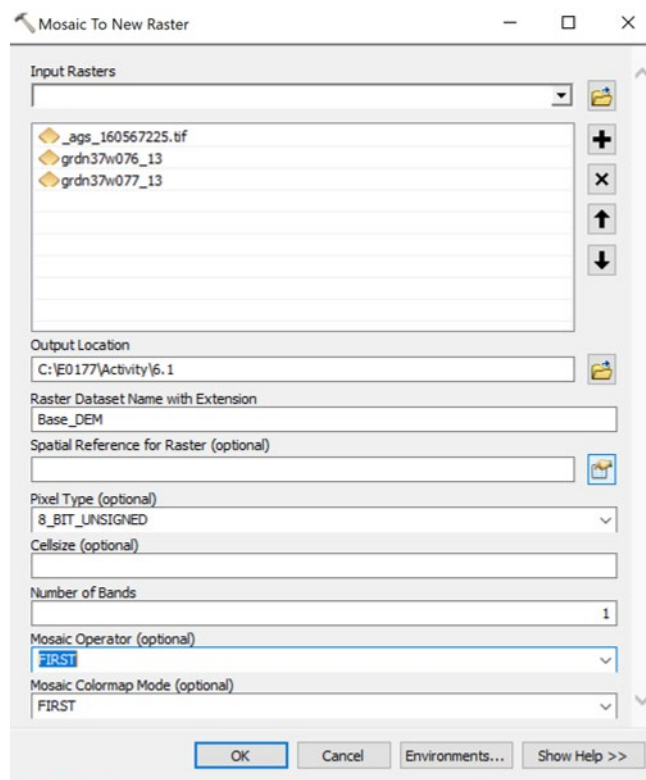 Mosaic To New Raster
Input Rasters
_ags_160567225.tif
grdn37w076_13
grdn37w077_13
Output Location
C:\E0177\Activity\6.1
Raster Dataset Name with Extension
Base_DEM
Spatial Reference for Raster (optional)
Pixel Type (optional)
8_BIT_UNSIGNED
Cellsize (optional)
Number of Bands
1
Mosaic Operator (optional)
FIRST
Mosaic Colormap Mode (optional)
FIRST
OK Cancel Environments... Show Help >>